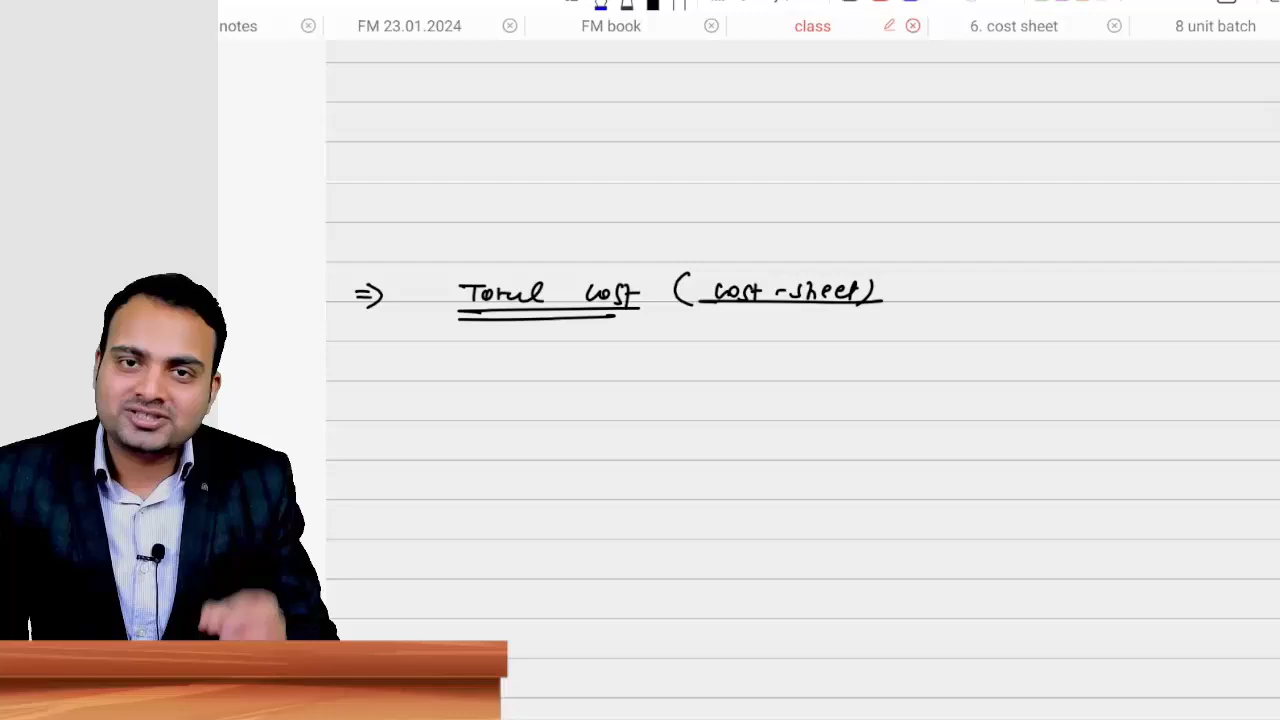 notes FM 23.01.2024 FM book class 6. cost sheet 8 unit batch
⇒ Total cost (cost-sheet)